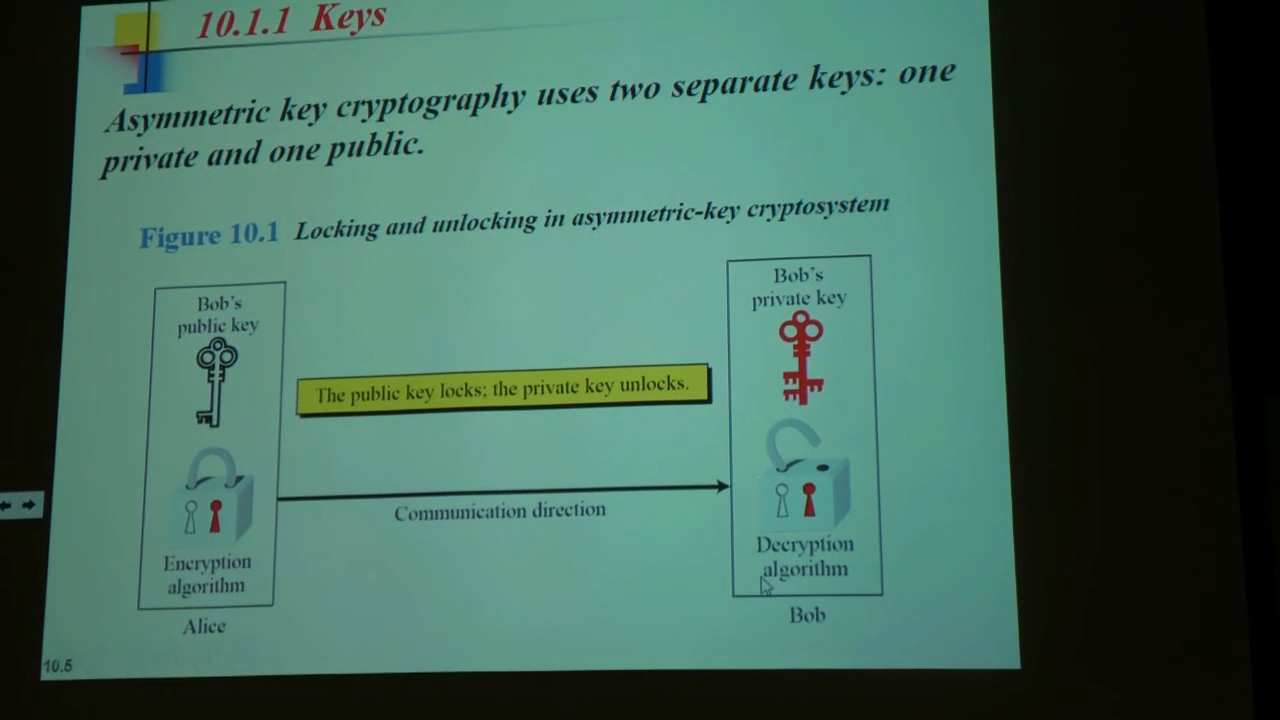 10.1.1 Keys
Asymmetric key cryptography uses two separate keys: one
private and one public.
Figure 10.1 Locking and unlocking in asymmetric-key cryptosystem
Bob's
public key
Bob's
private key
The public key locks; the private key unlocks.
Communication direction
Encryption
algorithm
Decryption
algorithm
Alice
Bob
10.5